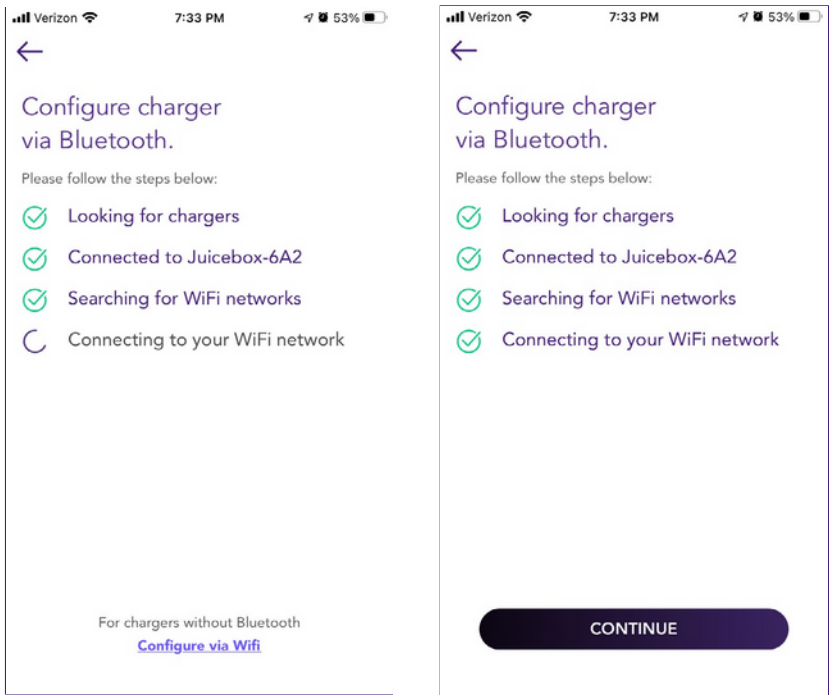 Verizon 7:33 PM 53%
Configure charger
via Bluetooth.
Please follow the steps below:
Looking for chargers
Connected to Juicebox-6A2
Searching for WiFi networks
Connecting to your WiFi network
For chargers without Bluetooth
Configure via Wifi
Verizon 7:33 PM 53%
Configure charger
via Bluetooth.
Please follow the steps below:
Looking for chargers
Connected to Juicebox-6A2
Searching for WiFi networks
Connecting to your WiFi network
CONTINUE